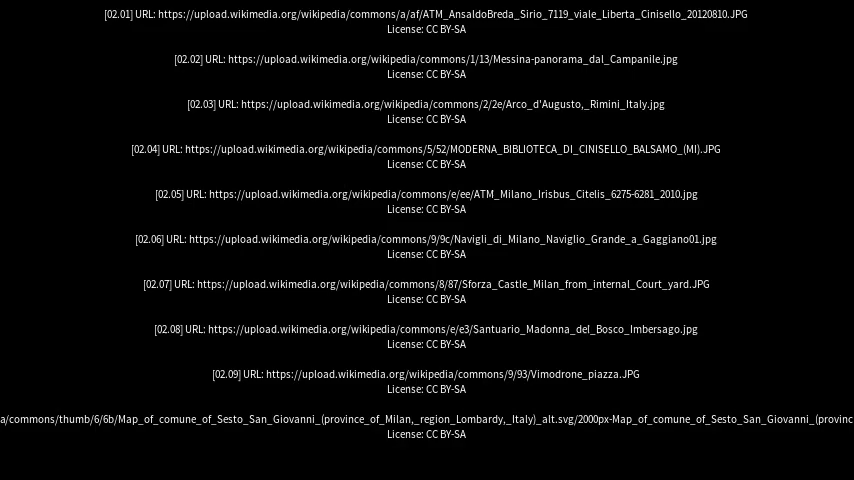 [02.01] URL: https://upload.wikimedia.org/wikipedia/commons/a/af/ATM_AnsaldoBreda_Sirio_7119_viale_Liberta_Cinisello_20120810.JPG
License: CC BY-SA
[02.02] URL: https://upload.wikimedia.org/wikipedia/commons/1/13/Messina-panorama_dal_Campanile.jpg
License: CC BY-SA
[02.03] URL: https://upload.wikimedia.org/wikipedia/commons/2/2e/Arco_d'Augusto,_Rimini_Italy.jpg
License: CC BY-SA
[02.04] URL: https://upload.wikimedia.org/wikipedia/commons/5/52/MODERNA_BIBLIOTECA_DI_CINISELLO_BALSAMO_(MI).JPG
License: CC BY-SA
[02.05] URL: https://upload.wikimedia.org/wikipedia/commons/e/ee/ATM_Milano_Irisbus_Citelis_6275-6281_2010.jpg
License: CC BY-SA
[02.06] URL: https://upload.wikimedia.org/wikipedia/commons/9/9c/Navigli_di_Milano_Naviglio_Grande_a_Gaggiano01.jpg
License: CC BY-SA
[02.07] URL: https://upload.wikimedia.org/wikipedia/commons/8/87/Sforza_Castle_Milan_from_internal_Court_yard.JPG
License: CC BY-SA
[02.08] URL: https://upload.wikimedia.org/wikipedia/commons/e/e3/Santuario_Madonna_del_Bosco_Imbersago.jpg
License: CC BY-SA
[02.09] URL: https://upload.wikimedia.org/wikipedia/commons/9/93/Vimodrone_piazza.JPG
License: CC BY-SA
a/commons/thumb/6/6b/Map_of_comune_of_Sesto_San_Giovanni_(province_of_Milan,_region_Lombardy,_Italy)_alt.svg/2000px-Map_of_comune_of_Sesto_San_Giovanni_(provinc
License: CC BY-SA